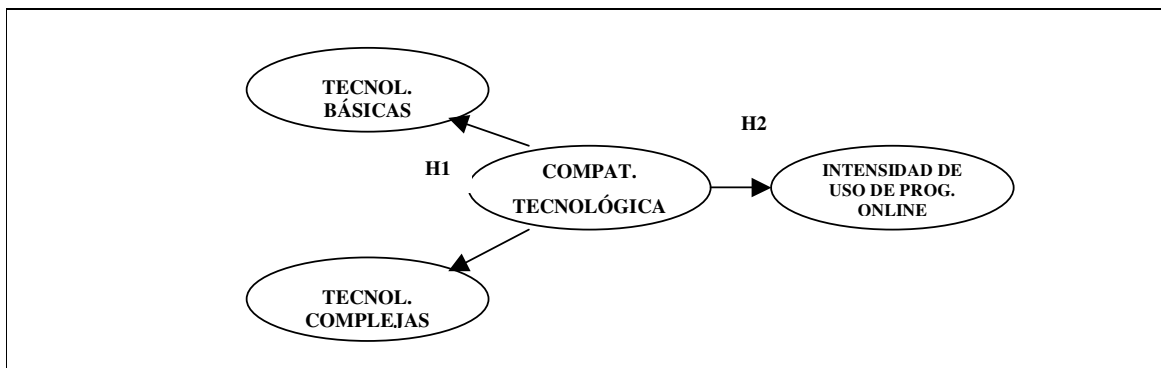 TECNOL.
BÁSICAS
H2
H1
COMPAT.
TECNOLÓGICA
INTENSIDAD DE
USO DE PROG.
ONLINE
TECNOL.
COMPLEJAS